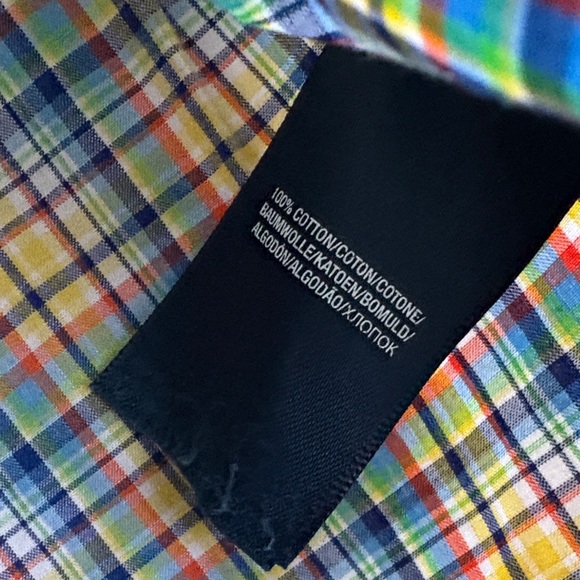 100% COTTON/COTON/COTONE/
BAUMWOLLE/KATOEN/BOMULD/
ALGODÓN/ALGODÃO/ХЛОПОК